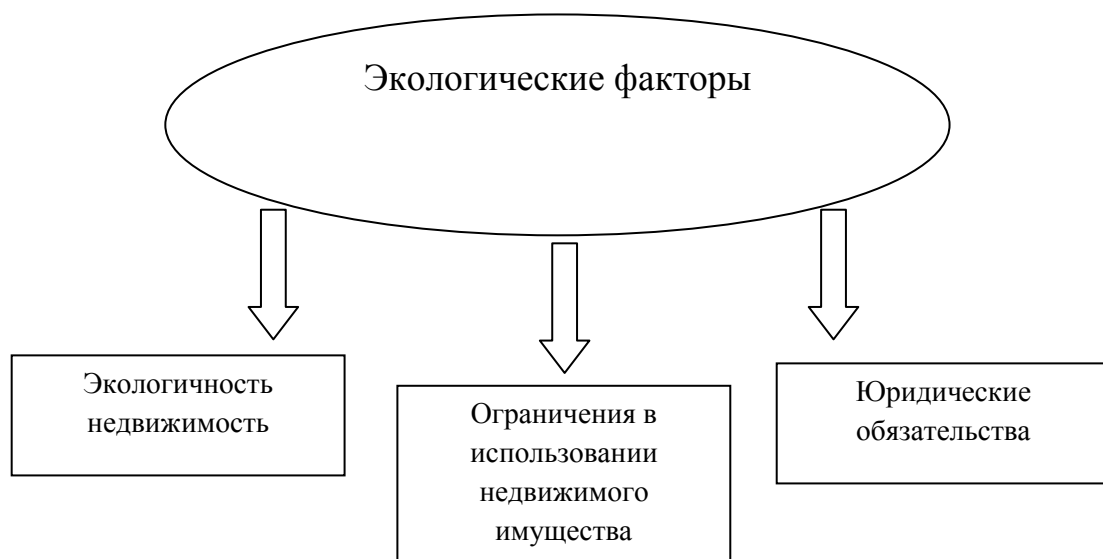 Экологические факторы
Экологичность
недвижимость
Ограничения в
использовании
недвижимого
имущества
Юридические
обязательства